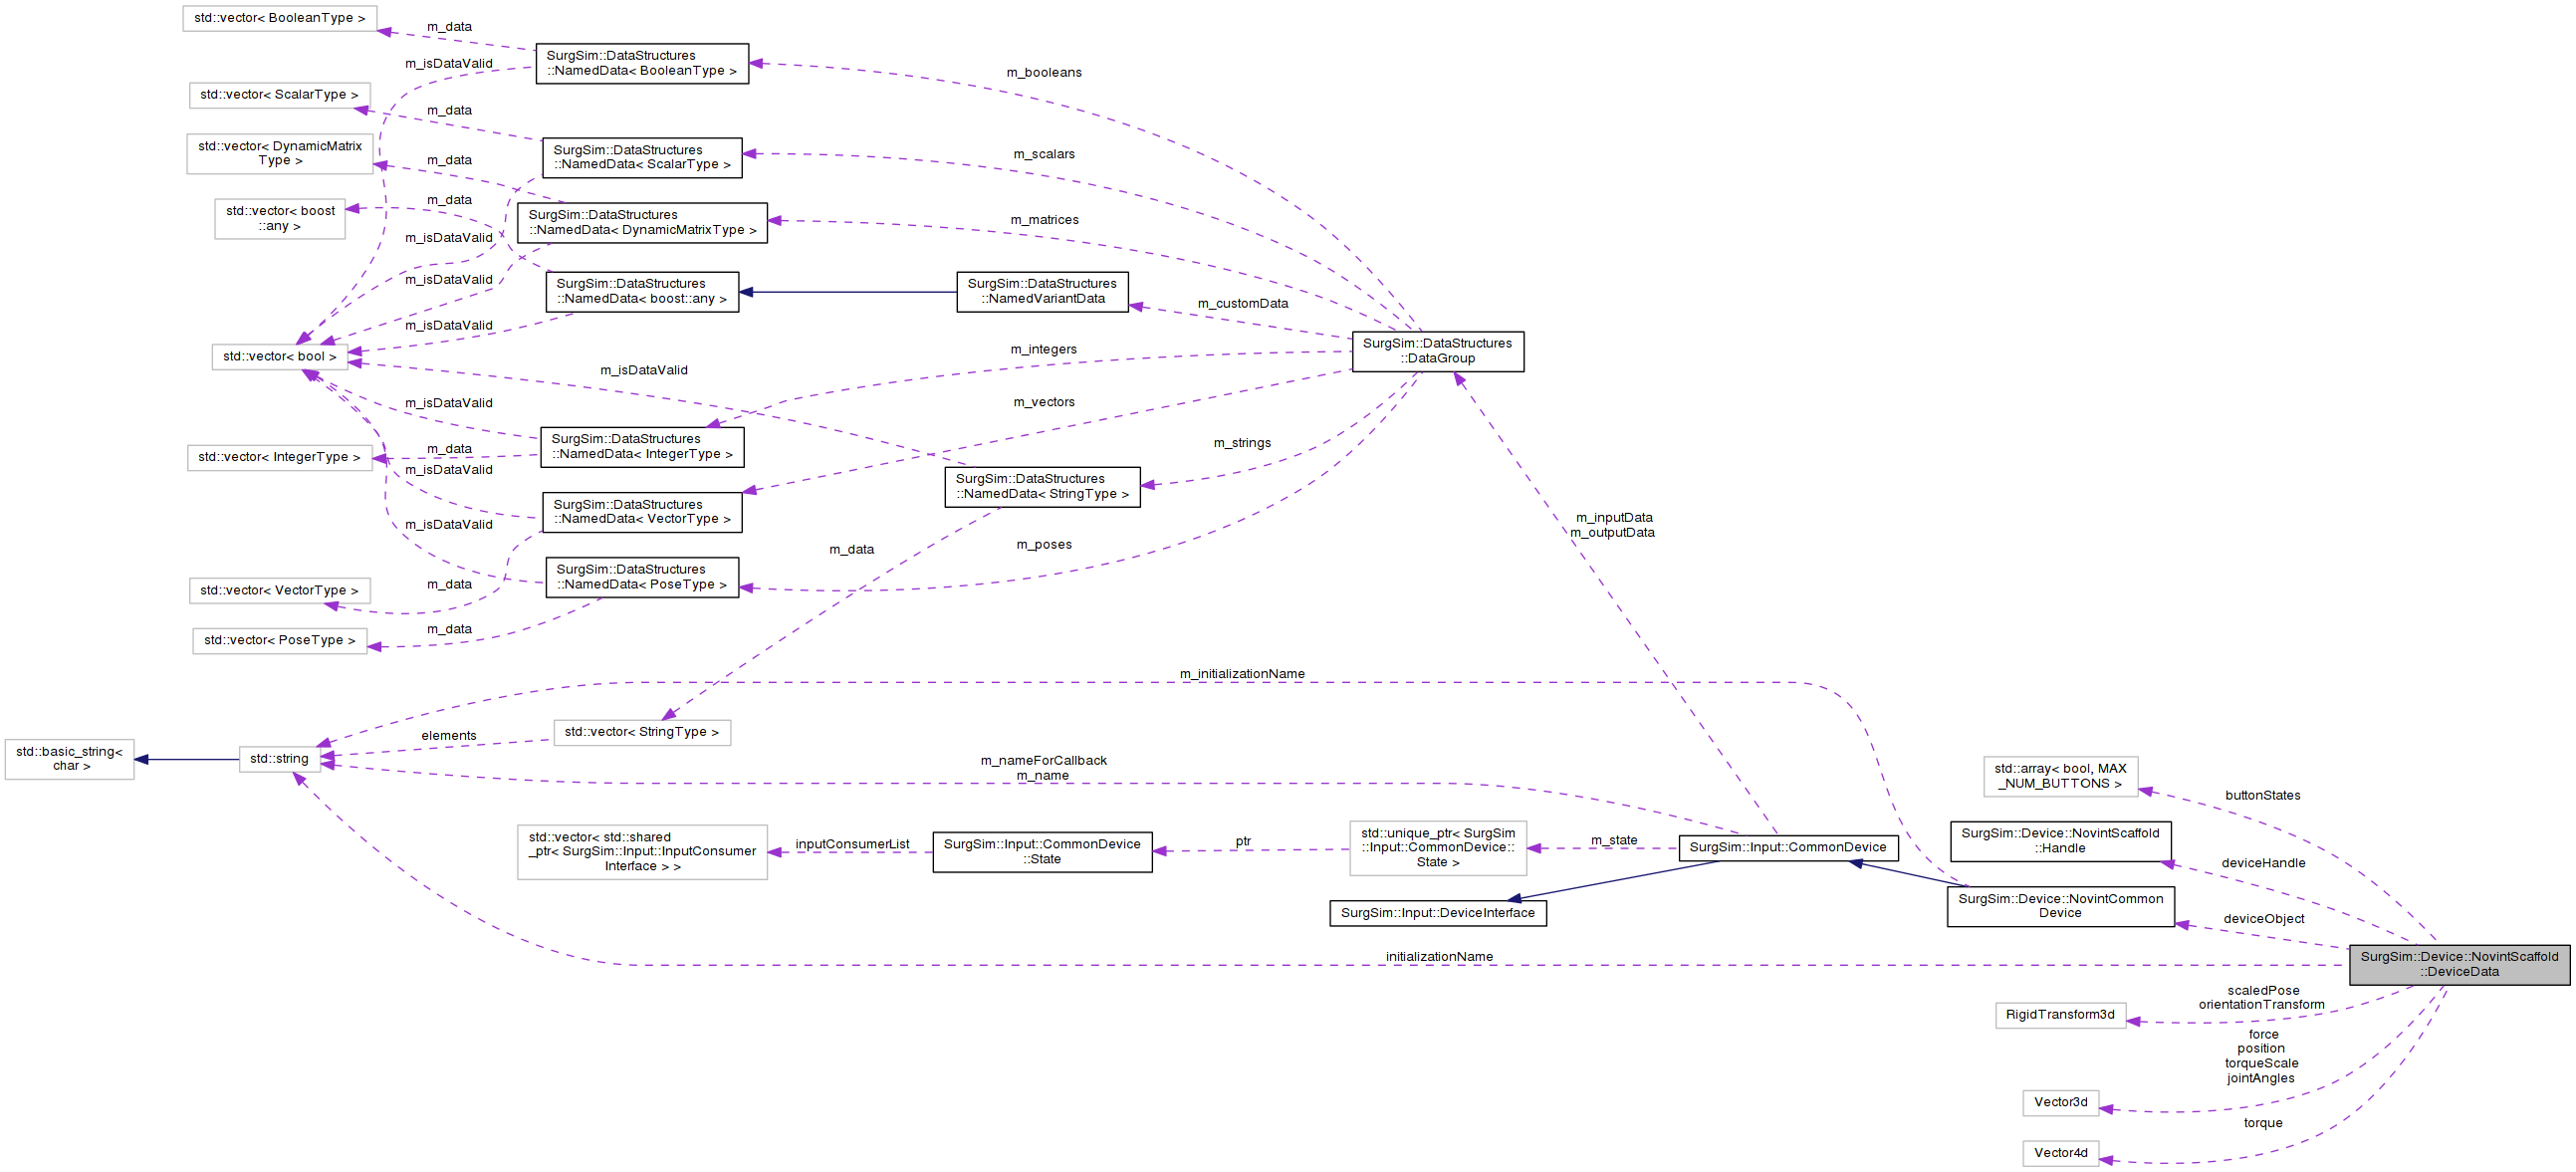 std::vector< BooleanType >
m_data
SurgSim::DataStructures
::NamedData< BooleanType >
m_isDataValid
m_booleans
std::vector< ScalarType >
m_data
SurgSim::DataStructures
::NamedData< ScalarType >
m_scalars
std::vector< DynamicMatrix
Type >
m_data
std::vector< boost
::any >
m_data
SurgSim::DataStructures
::NamedData< DynamicMatrixType >
m_matrices
m_isDataValid
m_isDataValid
SurgSim::DataStructures
::NamedData< boost::any >
SurgSim::DataStructures
::NamedVariantData
m_customData
m_isDataValid
std::vector< bool >
m_integers
SurgSim::DataStructures
::DataGroup
m_isDataValid
m_isDataValid
m_vectors
SurgSim::DataStructures
::NamedData< IntegerType >
m_data
std::vector< IntegerType >
m_strings
m_isDataValid
SurgSim::DataStructures
::NamedData< StringType >
SurgSim::DataStructures
::NamedData< VectorType >
m_isDataValid
m_inputData
m_outputData
m_data
m_poses
SurgSim::DataStructures
::NamedData< PoseType >
std::vector< VectorType >
m_data
std::vector< PoseType >
m_data
m_initializationName
std::vector< StringType >
elements
std::basic_string<
char >
std::string
m_nameForCallback
m_name
std::array< bool, MAX
_NUM_BUTTONS >
buttonStates
std::vector< std::shared
_ptr< SurgSim::Input::InputConsumer
Interface > >
inputConsumerList
SurgSim::Input::CommonDevice
::State
ptr
std::unique_ptr< SurgSim
::Input::CommonDevice::
State >
m_state
SurgSim::Input::CommonDevice
SurgSim::Device::NovintScaffold
::Handle
deviceHandle
SurgSim::Input::DeviceInterface
SurgSim::Device::NovintCommon
Device
deviceObject
initializationName
SurgSim::Device::NovintScaffold
::DeviceData
scaledPose
orientationTransform
RigidTransform3d
force
position
torqueScale
jointAngles
Vector3d
torque
Vector4d